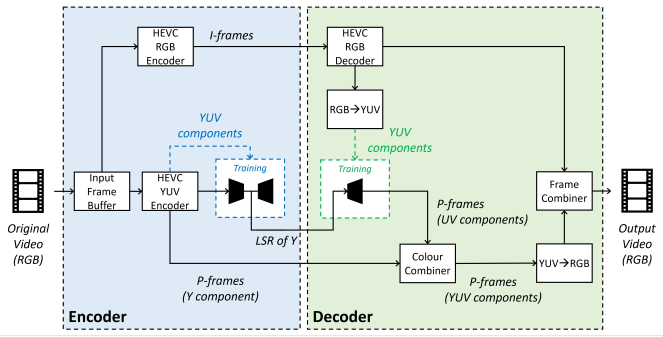 HEVC
RGB
Encoder
I-frames
HEVC
RGB
Decoder
RGB→YUV
YUV
components
YUV
components
Training
Training
Input
Frame
Buffer
HEVC
YUV
Encoder
Original
Video
(RGB)
LSR of Y
P-frames
(UV components)
Frame
Combiner
Output
Video
(RGB)
P-frames
(Y component)
Colour
Combiner
P-frames
(YUV components)
YUV→RGB
Encoder
Decoder